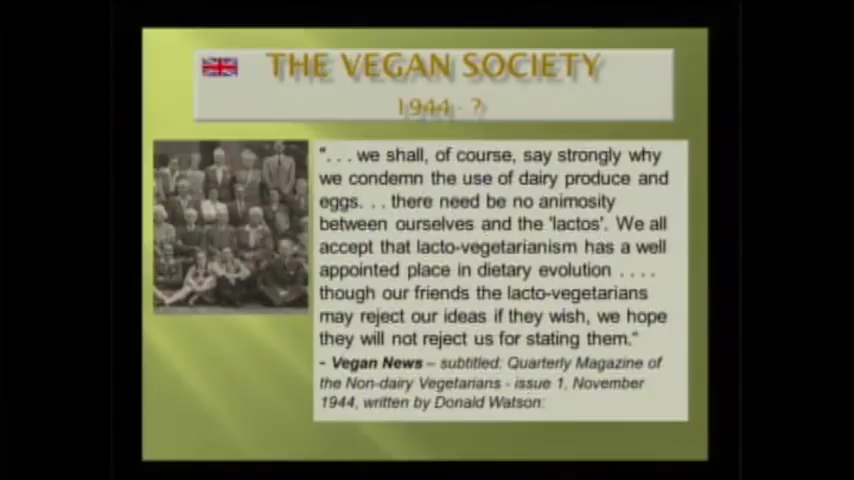 THE VEGAN SOCIETY
1944 - ?
". . . we shall, of course, say strongly why
we condemn the use of dairy produce and
eggs. . . there need be no animosity
between ourselves and the 'lactos'. We all
accept that lacto-vegetarianism has a well
appointed place in dietary evolution . . . .
though our friends the lacto-vegetarians
may reject our ideas if they wish, we hope
they will not reject us for stating them."
- Vegan News – subtitled: Quarterly Magazine of
the Non-dairy Vegetarians - issue 1, November
1944, written by Donald Watson: